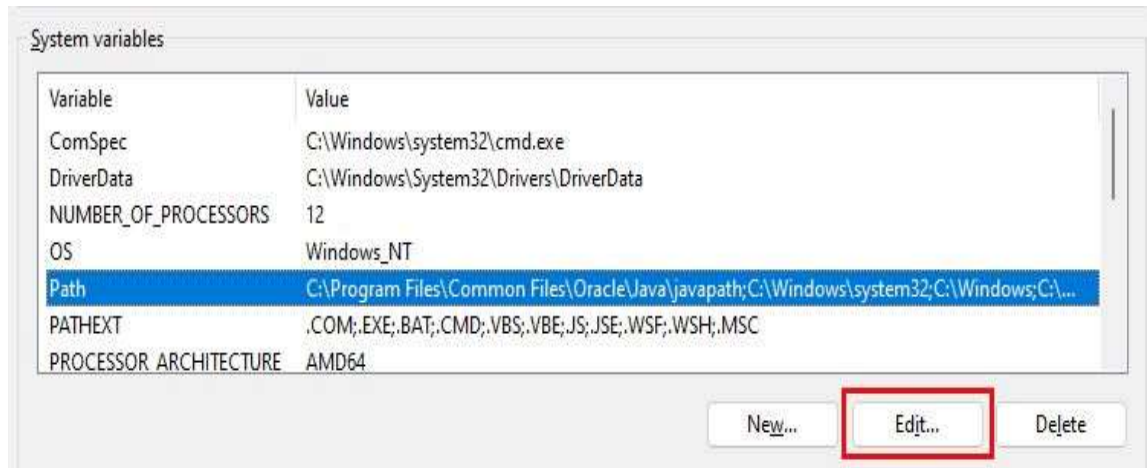 System variables
Variable Value
ComSpec C:\Windows\system32\cmd.exe
DriverData C:\Windows\System32\Drivers\DriverData
NUMBER_OF_PROCESSORS 12
OS Windows_NT
Path C:\Program Files\Common Files\Oracle\Java\javapath;C:\Windows\system32;C:\Windows;C:\...
PATHEXT .COM;.EXE;.BAT;.CMD;.VBS;.VBE;.JS;.JSE;.WSF;.WSH;.MSC
PROCESSOR_ARCHITECTURE AMD64
New... Edit... Delete